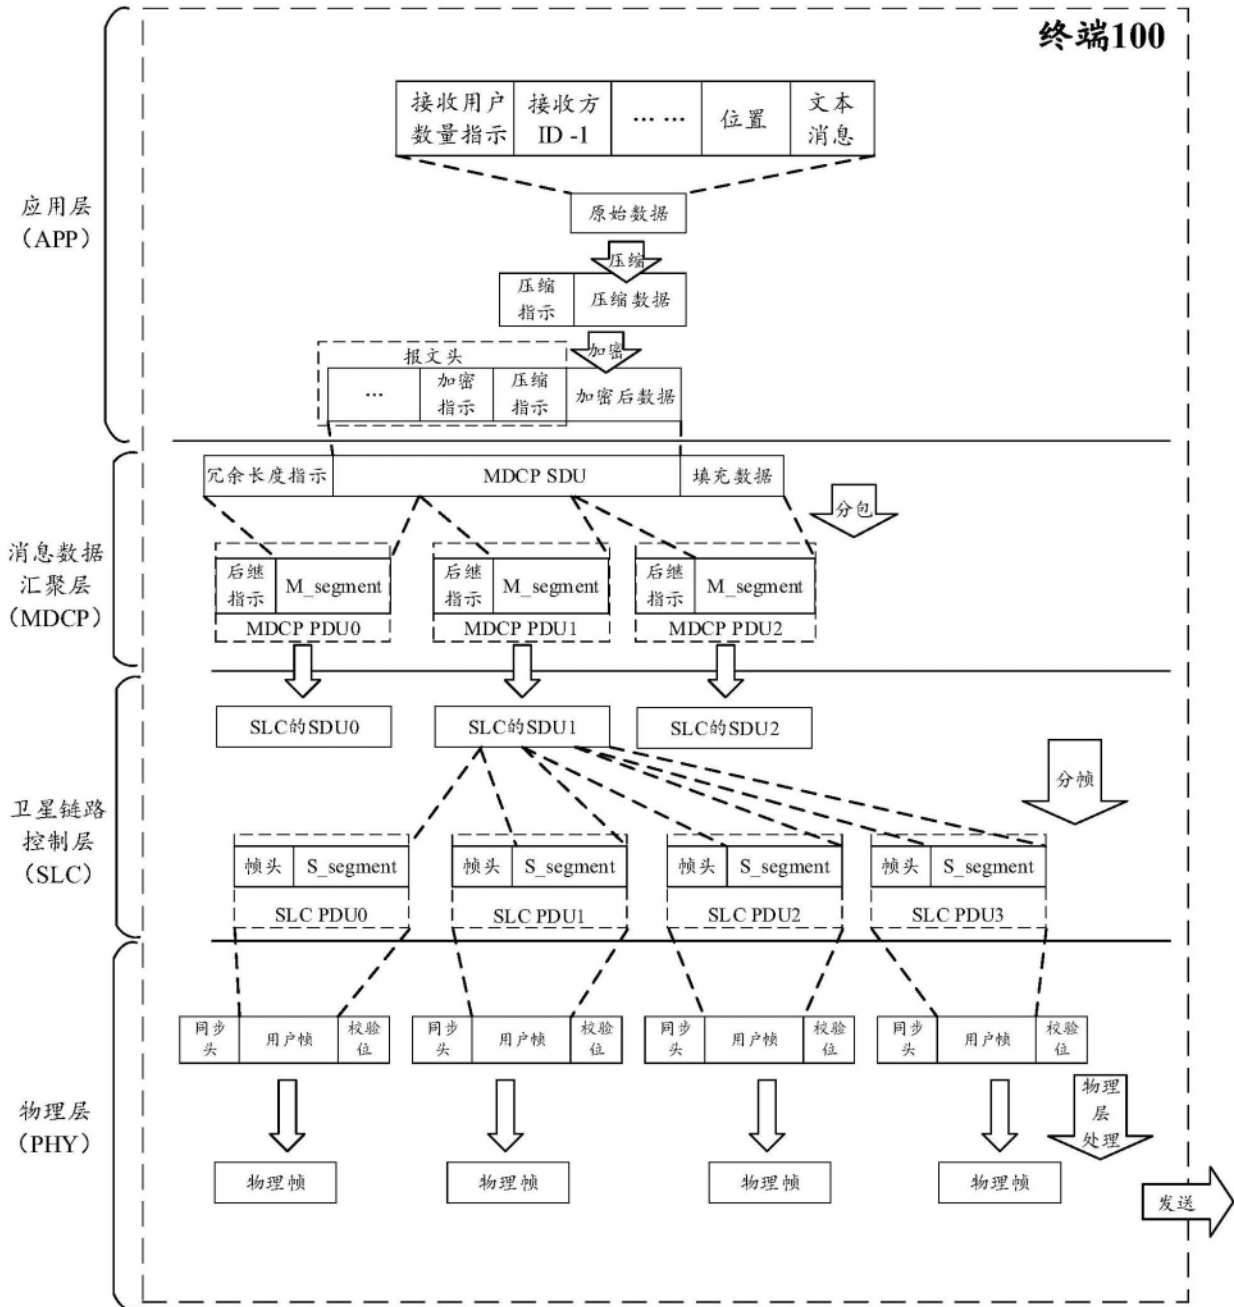 终端100
接收用户
数量指示
接收方
ID -1
… …
位置
文本
消息
原始数据
应用层
（APP）
压缩
压缩
指示
压缩数据
加密
报文头
…
加密
指示
压缩
指示
加密后数据
冗余长度指示
MDCP SDU
填充数据
分包
消息数据
汇聚层
（MDCP）
后继
指示
M_segment
MDCP PDU0
后继
指示
M_segment
MDCP PDU1
后继
指示
M_segment
MDCP PDU2
SLC的SDU0
SLC的SDU1
SLC的SDU2
分帧
卫星链路
控制层
（SLC）
帧头
S_segment
SLC PDU0
帧头
S_segment
SLC PDU1
帧头
S_segment
SLC PDU2
帧头
S_segment
SLC PDU3
同步
头
用户帧
校验
位
同步
头
用户帧
校验
位
同步
头
用户帧
校验
位
同步
头
用户帧
校验
位
物理层
（PHY）
物理
层
处理
物理帧
物理帧
物理帧
物理帧
发送